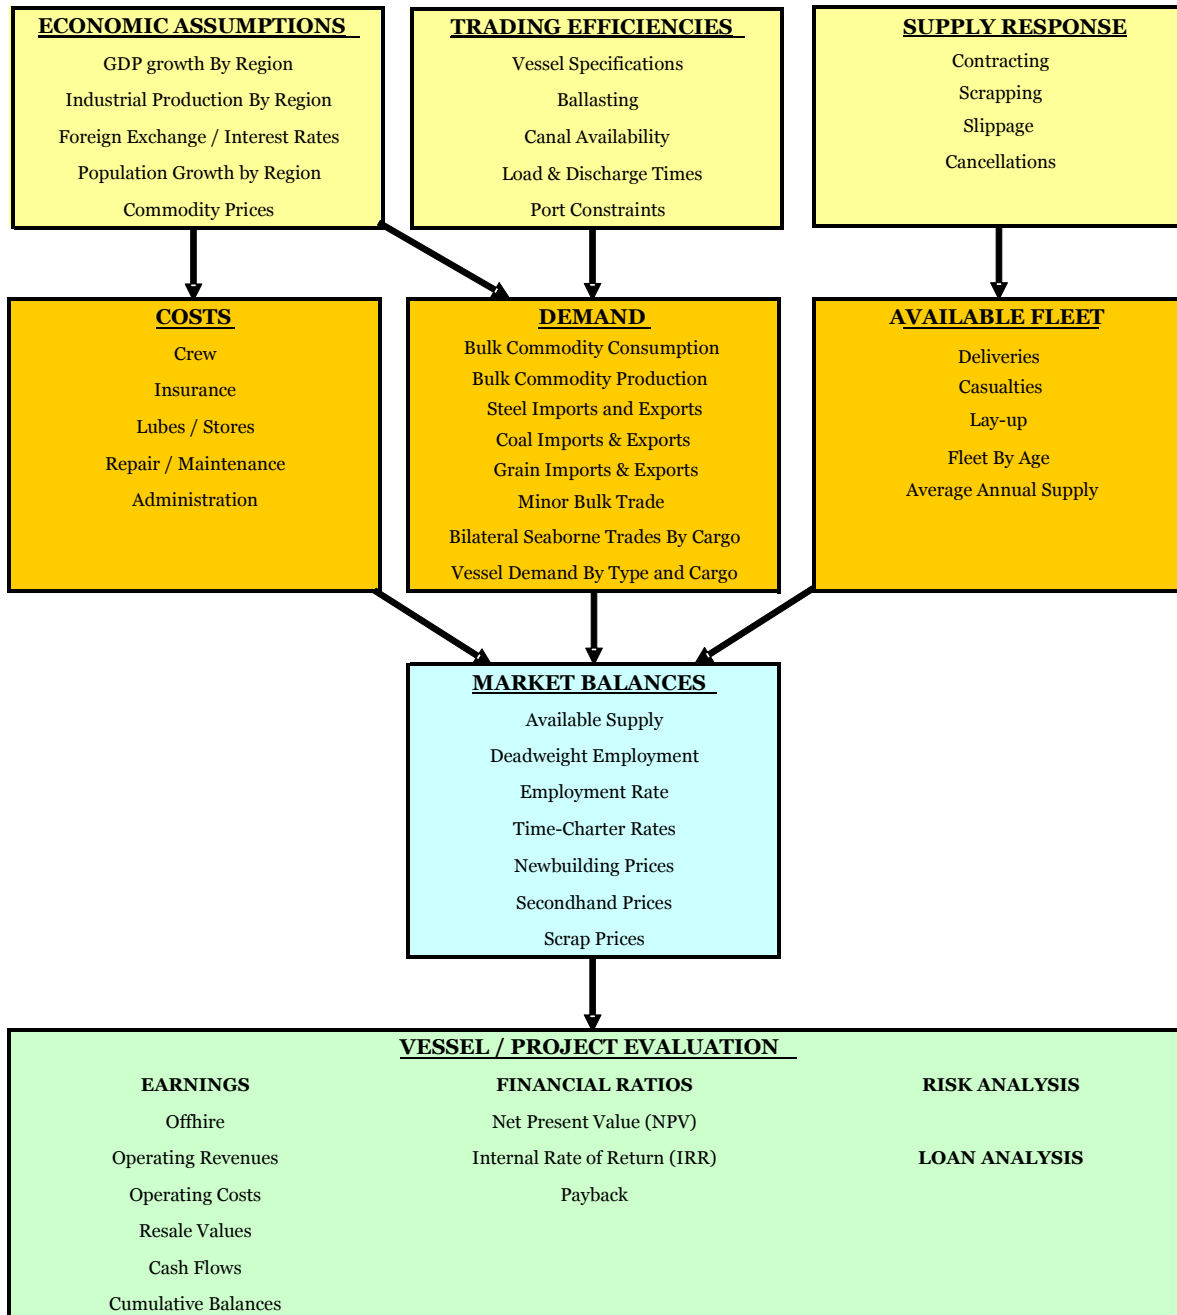 ECONOMIC ASSUMPTIONS
GDP growth By Region
Industrial Production By Region
Foreign Exchange / Interest Rates
Population Growth by Region
Commodity Prices
TRADING EFFICIENCIES
Vessel Specifications
Ballasting
Canal Availability
Load & Discharge Times
Port Constraints
SUPPLY RESPONSE
Contracting
Scrapping
Slippage
Cancellations
COSTS
Crew
Insurance
Lubes / Stores
Repair / Maintenance
Administration
DEMAND
Bulk Commodity Consumption
Bulk Commodity Production
Steel Imports and Exports
Coal Imports & Exports
Grain Imports & Exports
Minor Bulk Trade
Bilateral Seaborne Trades By Cargo
Vessel Demand By Type and Cargo
AVAILABLE FLEET
Deliveries
Casualties
Lay-up
Fleet By Age
Average Annual Supply
MARKET BALANCES
Available Supply
Deadweight Employment
Employment Rate
Time-Charter Rates
Newbuilding Prices
Secondhand Prices
Scrap Prices
VESSEL / PROJECT EVALUATION
EARNINGS
Offhire
Operating Revenues
Operating Costs
Resale Values
Cash Flows
Cumulative Balances
FINANCIAL RATIOS
Net Present Value (NPV)
Internal Rate of Return (IRR)
Payback
RISK ANALYSIS
LOAN ANALYSIS